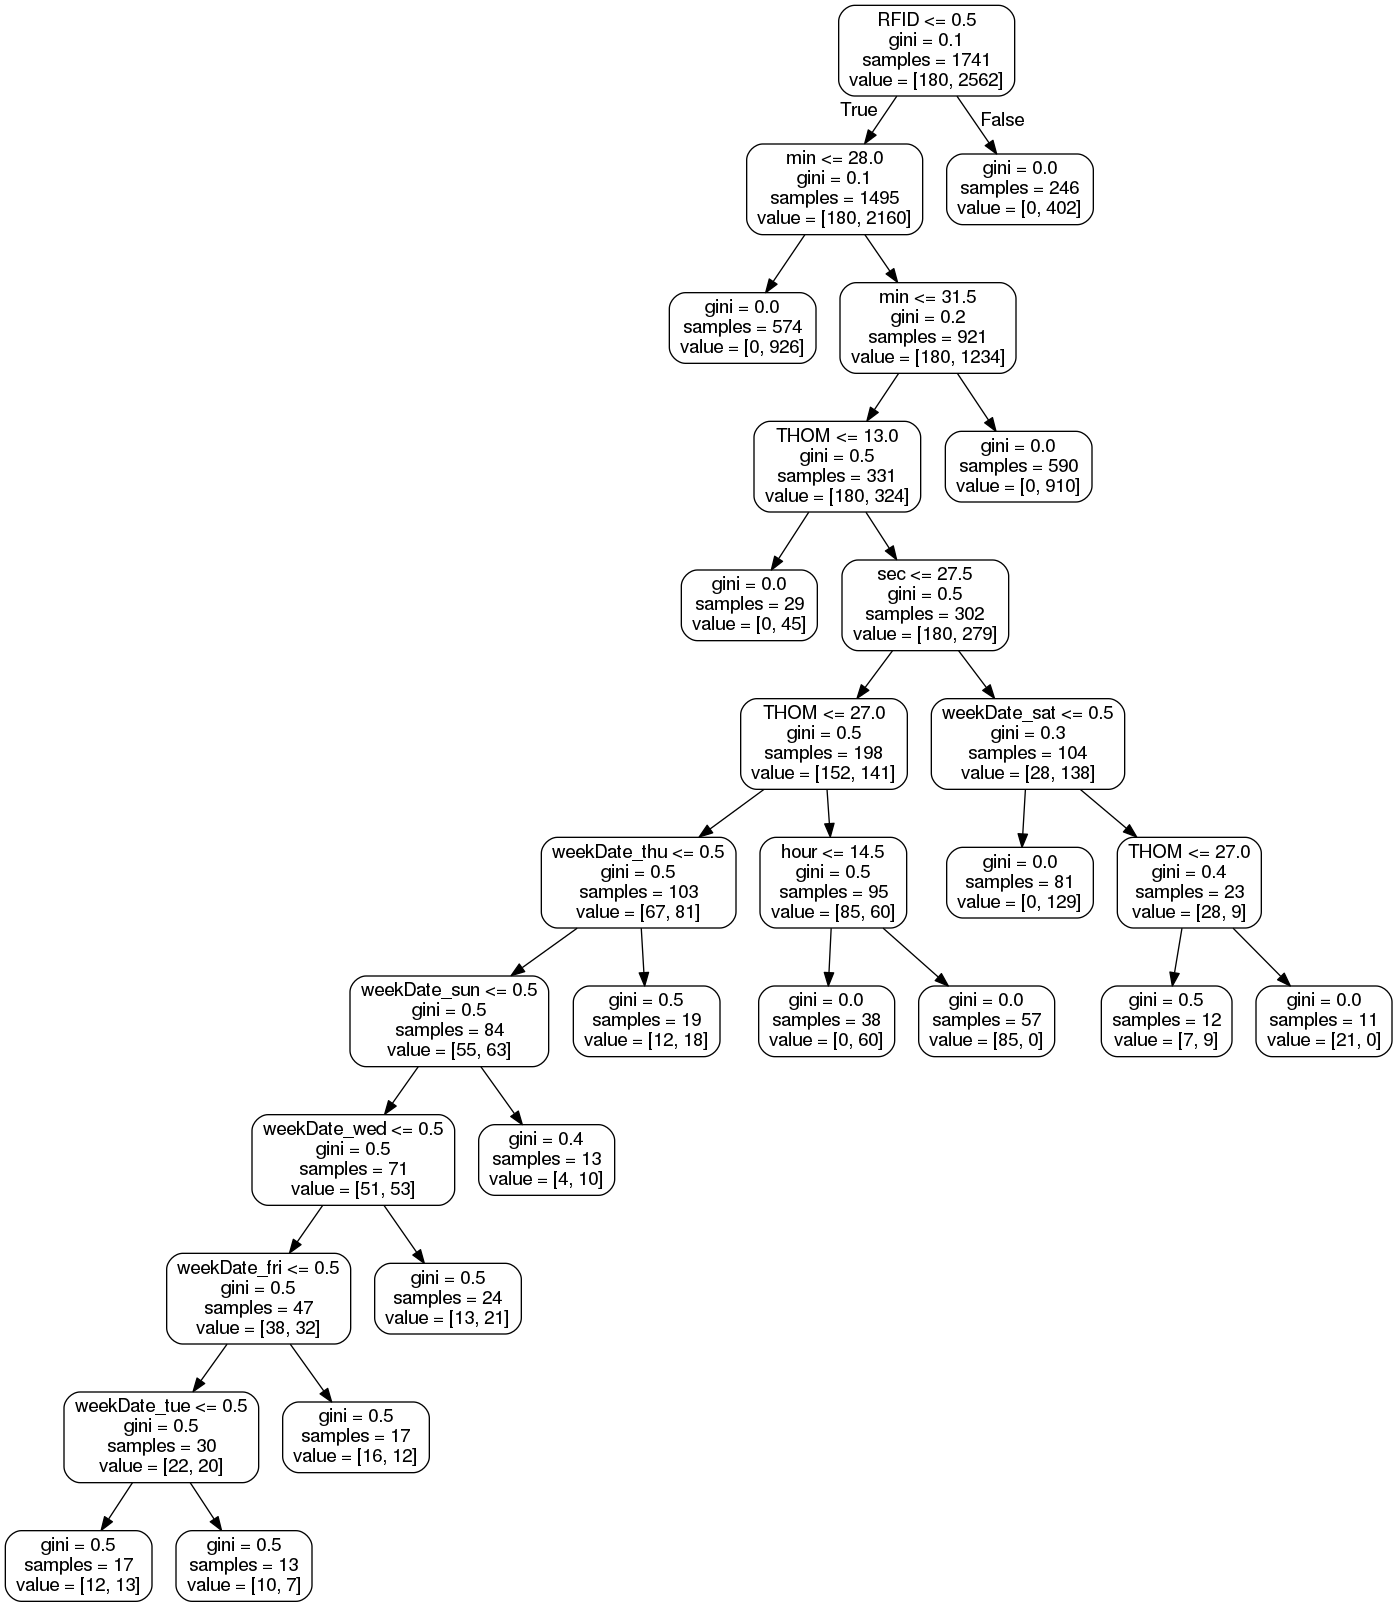 RFID <= 0.5
gini = 0.1
samples = 1741
value = [180, 2562]
True
False
min <= 28.0
gini = 0.1
samples = 1495
value = [180, 2160]
gini = 0.0
samples = 246
value = [0, 402]
gini = 0.0
samples = 574
value = [0, 926]
min <= 31.5
gini = 0.2
samples = 921
value = [180, 1234]
THOM <= 13.0
gini = 0.5
samples = 331
value = [180, 324]
gini = 0.0
samples = 590
value = [0, 910]
gini = 0.0
samples = 29
value = [0, 45]
sec <= 27.5
gini = 0.5
samples = 302
value = [180, 279]
THOM <= 27.0
gini = 0.5
samples = 198
value = [152, 141]
weekDate_sat <= 0.5
gini = 0.3
samples = 104
value = [28, 138]
weekDate_thu <= 0.5
gini = 0.5
samples = 103
value = [67, 81]
hour <= 14.5
gini = 0.5
samples = 95
value = [85, 60]
gini = 0.0
samples = 81
value = [0, 129]
THOM <= 27.0
gini = 0.4
samples = 23
value = [28, 9]
weekDate_sun <= 0.5
gini = 0.5
samples = 84
value = [55, 63]
gini = 0.5
samples = 19
value = [12, 18]
gini = 0.0
samples = 38
value = [0, 60]
gini = 0.0
samples = 57
value = [85, 0]
gini = 0.5
samples = 12
value = [7, 9]
gini = 0.0
samples = 11
value = [21, 0]
weekDate_wed <= 0.5
gini = 0.5
samples = 71
value = [51, 53]
gini = 0.4
samples = 13
value = [4, 10]
weekDate_fri <= 0.5
gini = 0.5
samples = 47
value = [38, 32]
gini = 0.5
samples = 24
value = [13, 21]
weekDate_tue <= 0.5
gini = 0.5
samples = 30
value = [22, 20]
gini = 0.5
samples = 17
value = [16, 12]
gini = 0.5
samples = 17
value = [12, 13]
gini = 0.5
samples = 13
value = [10, 7]